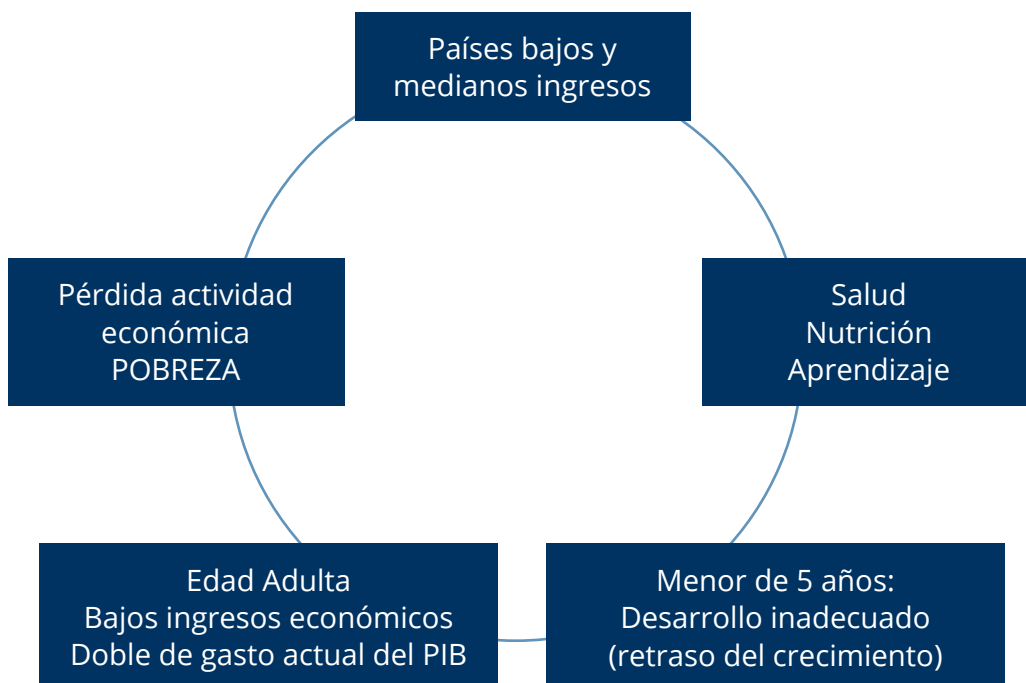 Países bajos y
medianos ingresos
Salud
Nutrición
Aprendizaje
Menor de 5 años:
Desarrollo inadecuado
(retraso del crecimiento)
Edad Adulta
Bajos ingresos económicos
Doble de gasto actual del PIB
Pérdida actividad
económica
POBREZA